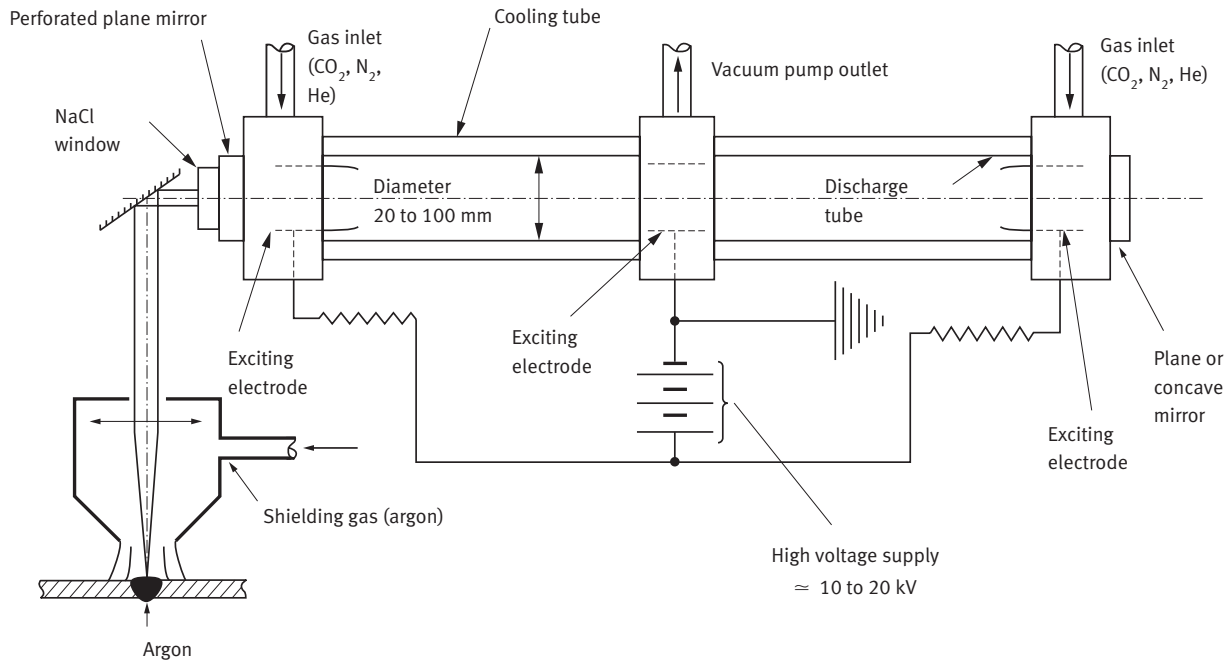 Perforated plane mirror
Gas inlet
(CO₂, N₂,
He)
Cooling tube
Vacuum pump outlet
Gas inlet
(CO₂, N₂, He)
NaCl
window
Diameter
20 to 100 mm
Discharge
tube
Exciting
electrode
Exciting
electrode
Plane or
concave
mirror
Exciting
electrode
Shielding gas (argon)
High voltage supply
≃ 10 to 20 kV
Argon